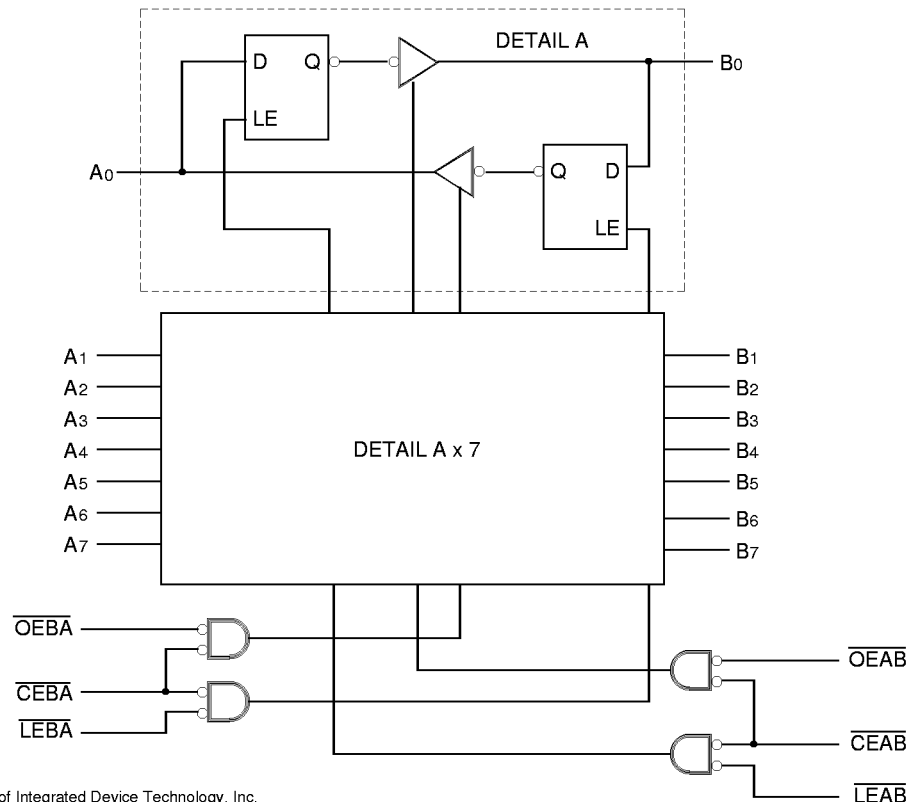 DETAIL A
D Q
LE
B0
A0
Q D
LE
A1
A2
A3
A4
A5
A6
A7
DETAIL A x 7
B1
B2
B3
B4
B5
B6
B7
OEBA
CEBA
LEBA
OEAB
CEAB
LEAB
of Integrated Device Technology, Inc.